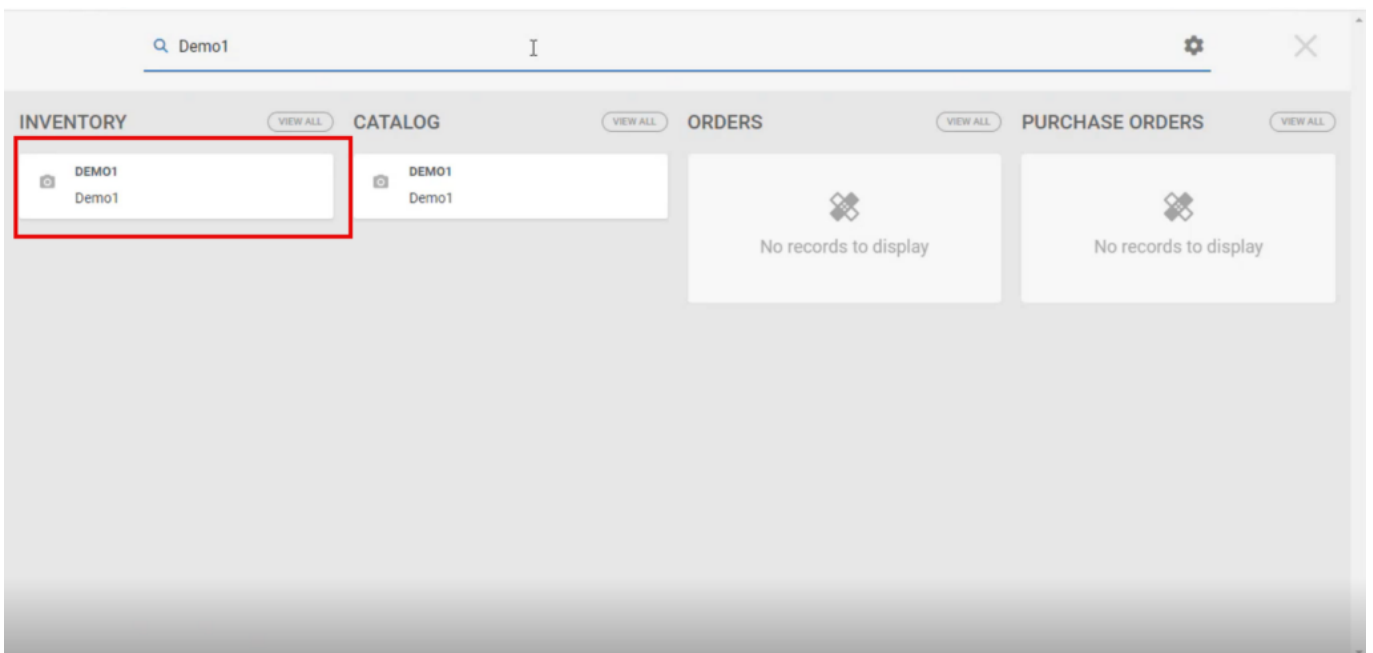 Demo1
INVENTORY VIEW ALL CATALOG VIEW ALL ORDERS VIEW ALL PURCHASE ORDERS VIEW ALL
DEMO1
Demo1
DEMO1
Demo1
No records to display
No records to display